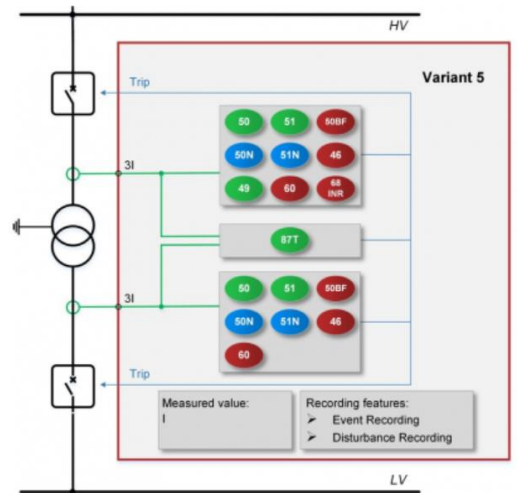 HV
Variant 5
Trip
50 51 50BF
50N 51N 46
49 60 68 INR
3I
87T
3I
50 51 50BF
50N 51N 46
60
Trip
Measured value:
I
Recording features:
➤ Event Recording
➤ Disturbance Recording
LV